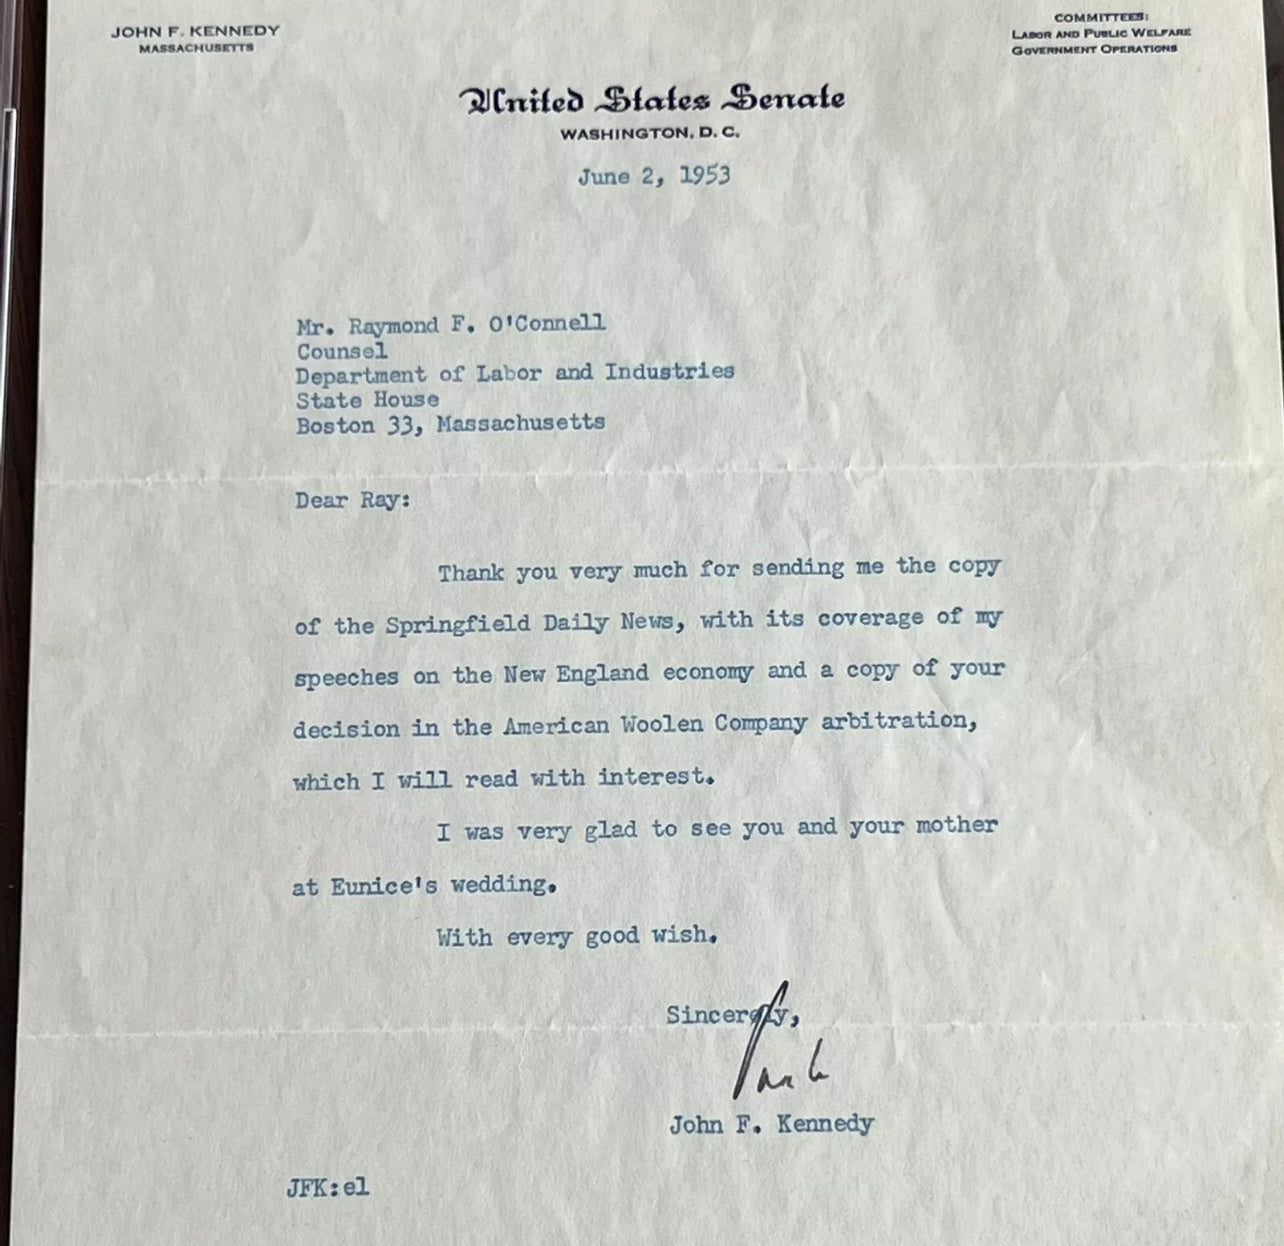 JOHN F. KENNEDY
MASSACHUSETTS
COMMITTEES:
LABOR AND PUBLIC WELFARE
GOVERNMENT OPERATIONS
United States Senate
WASHINGTON, D. C.
June 2, 1953
Mr. Raymond F. O'Connell
Counsel
Department of Labor and Industries
State House
Boston 33, Massachusetts
Dear Ray:
Thank you very much for sending me the copy
of the Springfield Daily News, with its coverage of my
speeches on the New England economy and a copy of your
decision in the American Woolen Company arbitration,
which I will read with interest.
I was very glad to see you and your mother
at Eunice's wedding.
With every good wish.
Sincerely,
Jack
John F. Kennedy
JFK:el